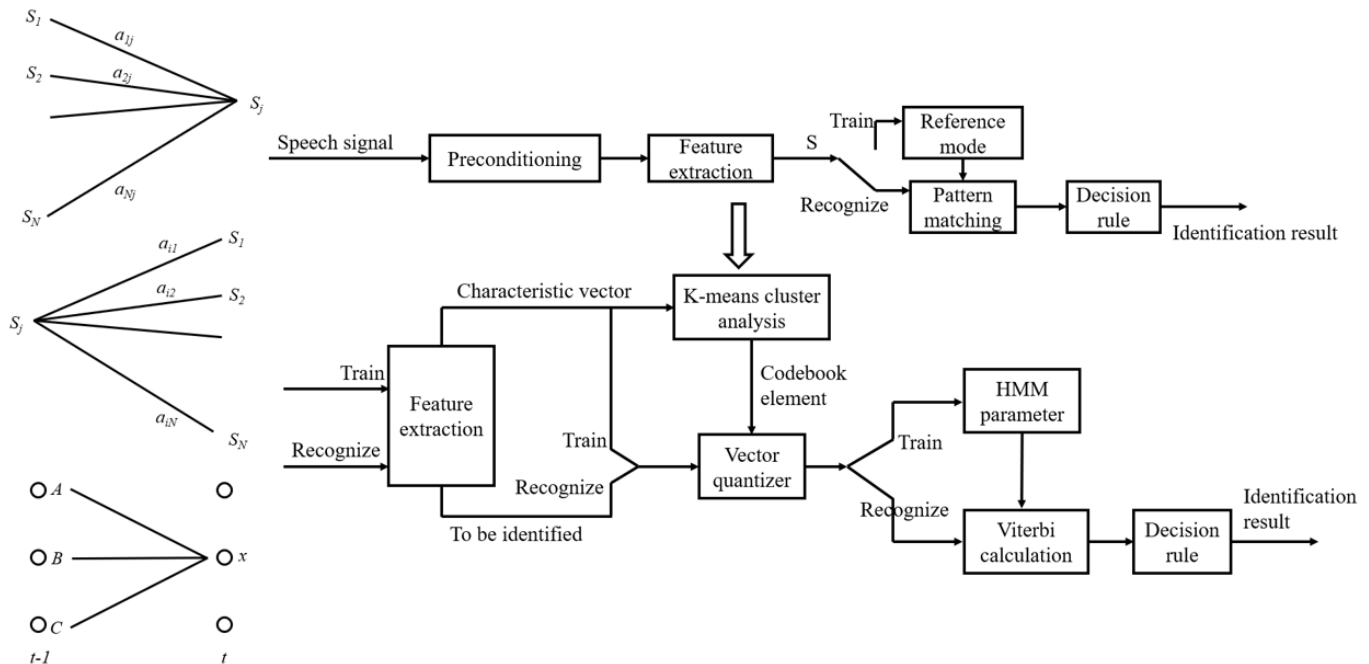 S1
a1j
S2
a2j
Sj
aNj
SN
Speech signal
Preconditioning
Feature
extraction
S
Train
Recognize
Reference
mode
Pattern
matching
Decision
rule
Identification result
S1
ai1
ai2
S2
Sj
aiN
SN
Characteristic vector
K-means cluster
analysis
Train
Recognize
Feature
extraction
Codebook
element
Train
Recognize
To be identified
Vector
quantizer
Train
Recognize
HMM
parameter
Viterbi
calculation
Decision
rule
Identification
result
A
B
x
C
t-1
t